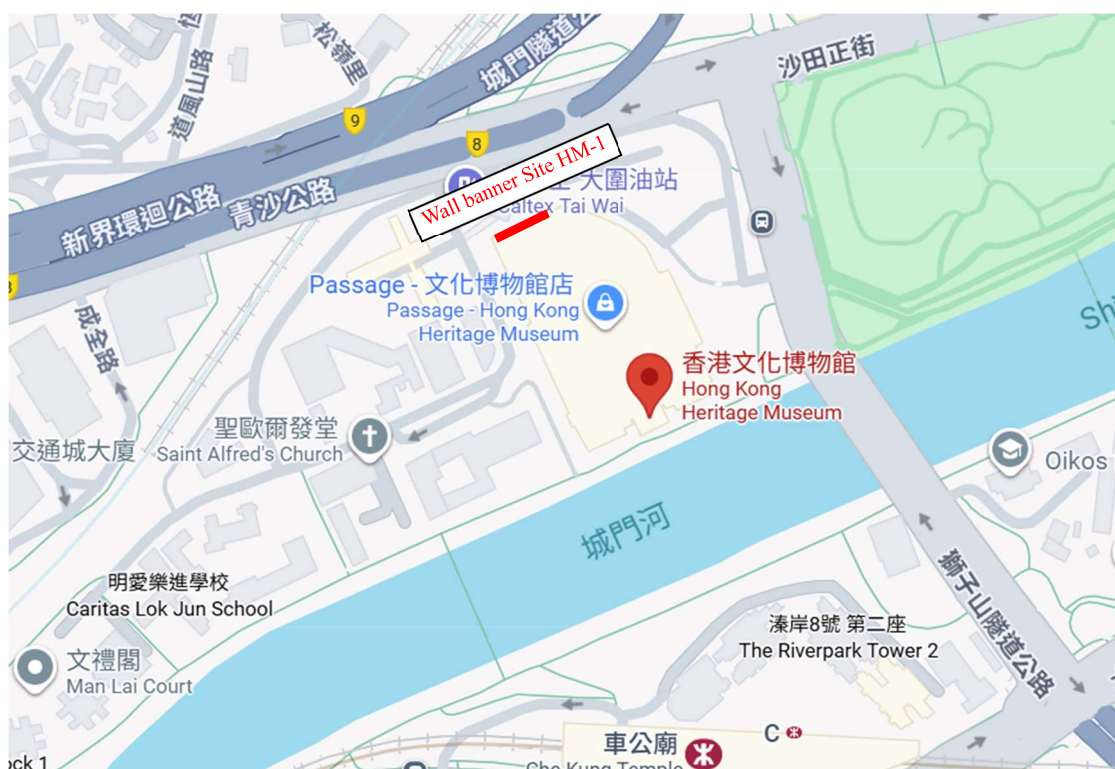 恆
松嶺里
道風山路
城門隧道公
沙田正街
9
8
Wall banner Site HM-1
大圍油站
Caltex Tai Wai
新界環迴公路
青沙公路
Passage - 文化博物館店
Passage - Hong Kong
Heritage Museum
成全路
香港文化博物館
Hong Kong
Heritage Museum
Sh
聖歐爾發堂
Saint Alfred's Church
交通城大廈
Oikos
城門河
獅子山隧道公路
明愛樂進學校
Caritas Lok Jun School
溱岸8號 第二座
The Riverpark Tower 2
文禮閣
Man Lai Court
車公廟
Che Kung Temple
C
ock 1